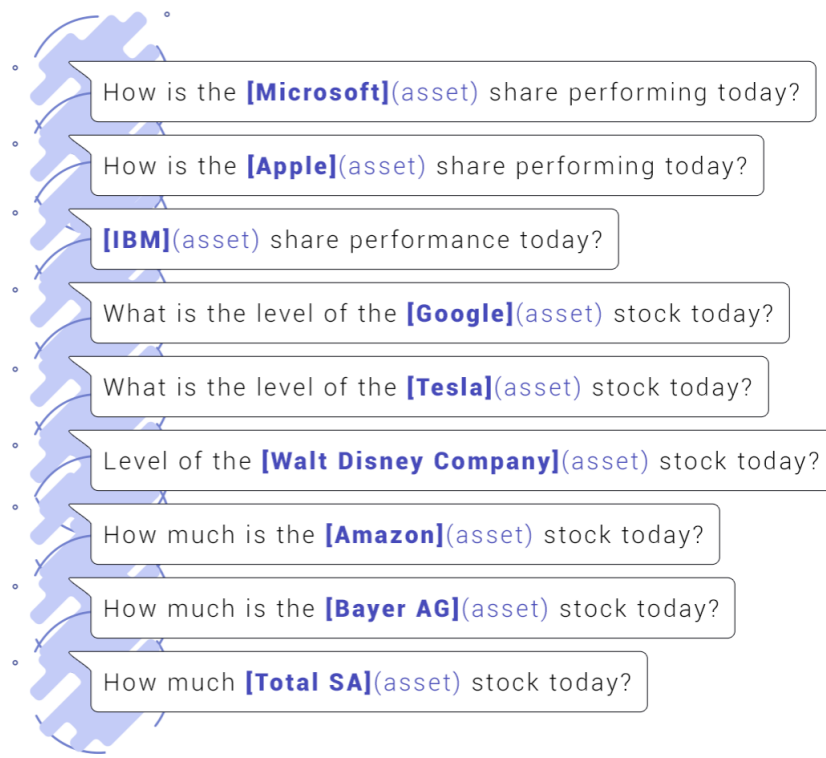 How is the [Microsoft](asset) share performing today?
How is the [Apple](asset) share performing today?
[IBM](asset) share performance today?
What is the level of the [Google](asset) stock today?
What is the level of the [Tesla](asset) stock today?
Level of the [Walt Disney Company](asset) stock today?
How much is the [Amazon](asset) stock today?
How much is the [Bayer AG](asset) stock today?
How much [Total SA](asset) stock today?